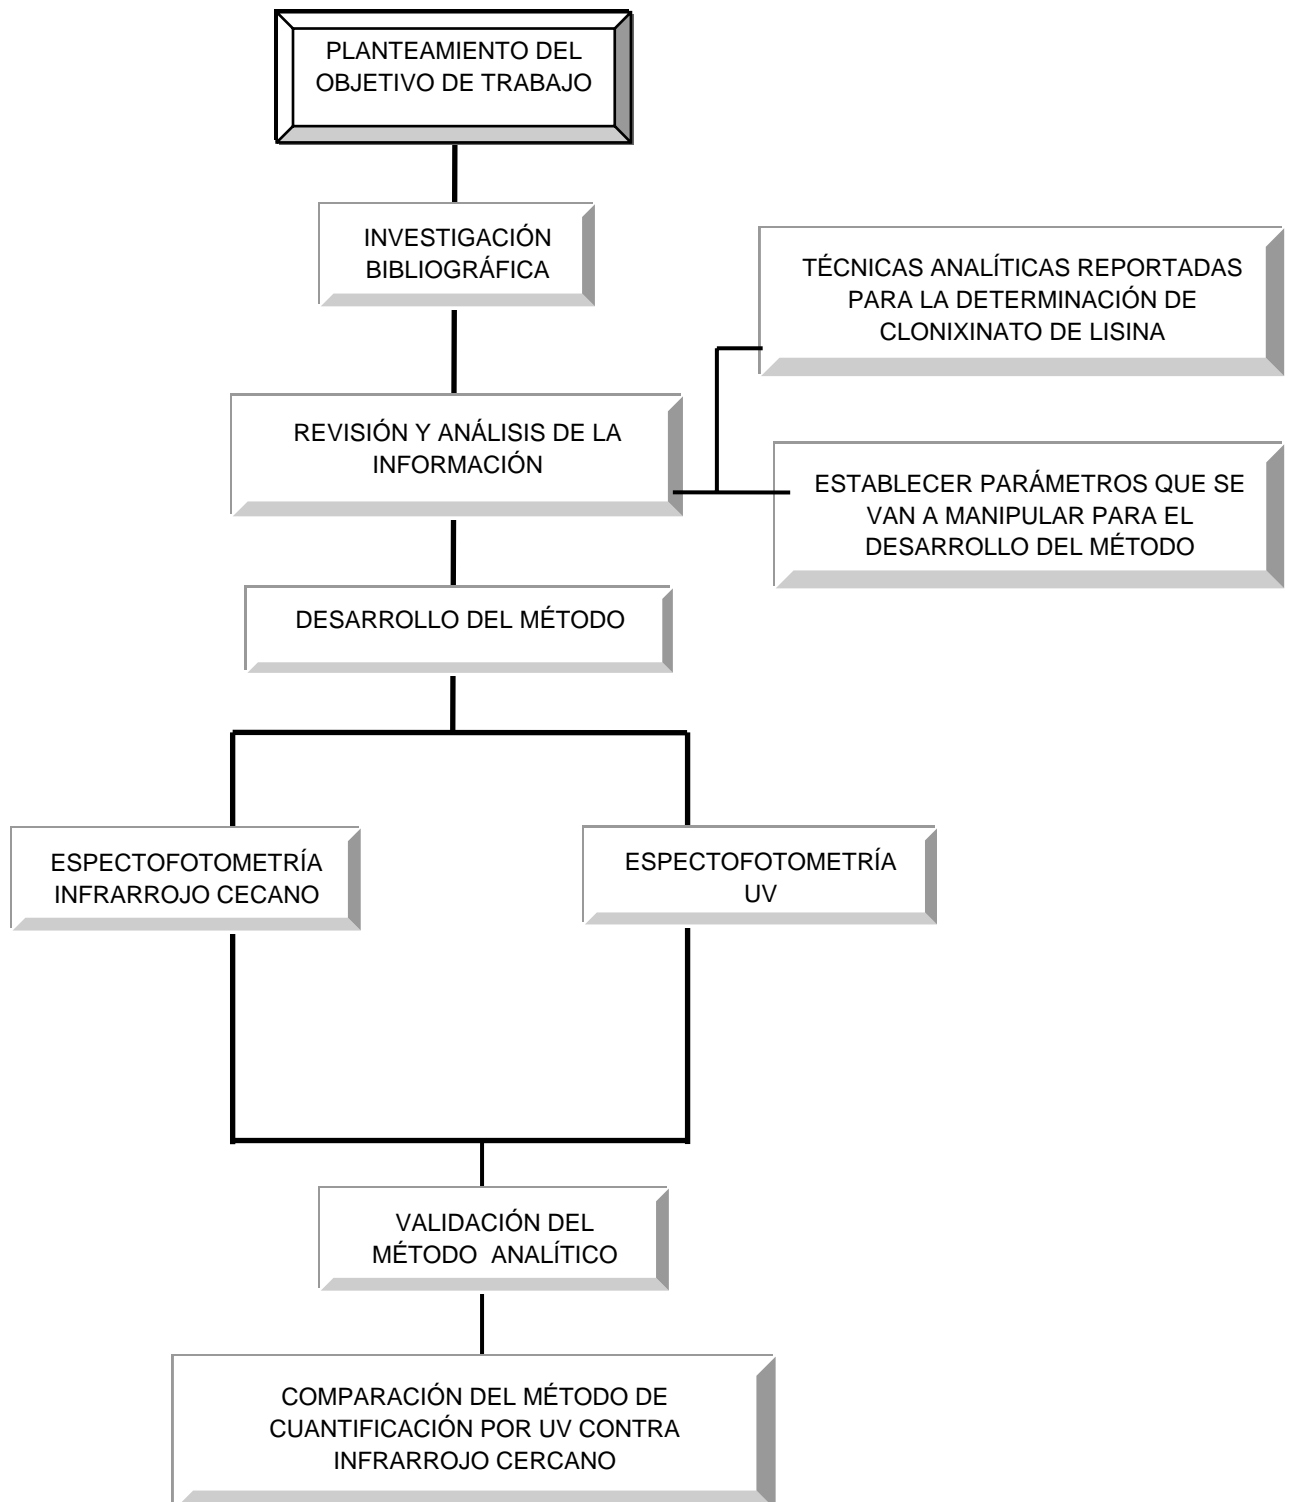 PLANTEAMIENTO DEL
OBJETIVO DE TRABAJO
INVESTIGACIÓN
BIBLIOGRÁFICA
TÉCNICAS ANALÍTICAS REPORTADAS
PARA LA DETERMINACIÓN DE
CLONIXINATO DE LISINA
REVISIÓN Y ANÁLISIS DE LA
INFORMACIÓN
ESTABLECER PARÁMETROS QUE SE
VAN A MANIPULAR PARA EL
DESARROLLO DEL MÉTODO
DESARROLLO DEL MÉTODO
ESPECTOFOTOMETRÍA
INFRARROJO CECANO
ESPECTOFOTOMETRÍA
UV
VALIDACIÓN DEL
MÉTODO  ANALÍTICO
COMPARACIÓN DEL MÉTODO DE
CUANTIFICACIÓN POR UV CONTRA
INFRARROJO CERCANO